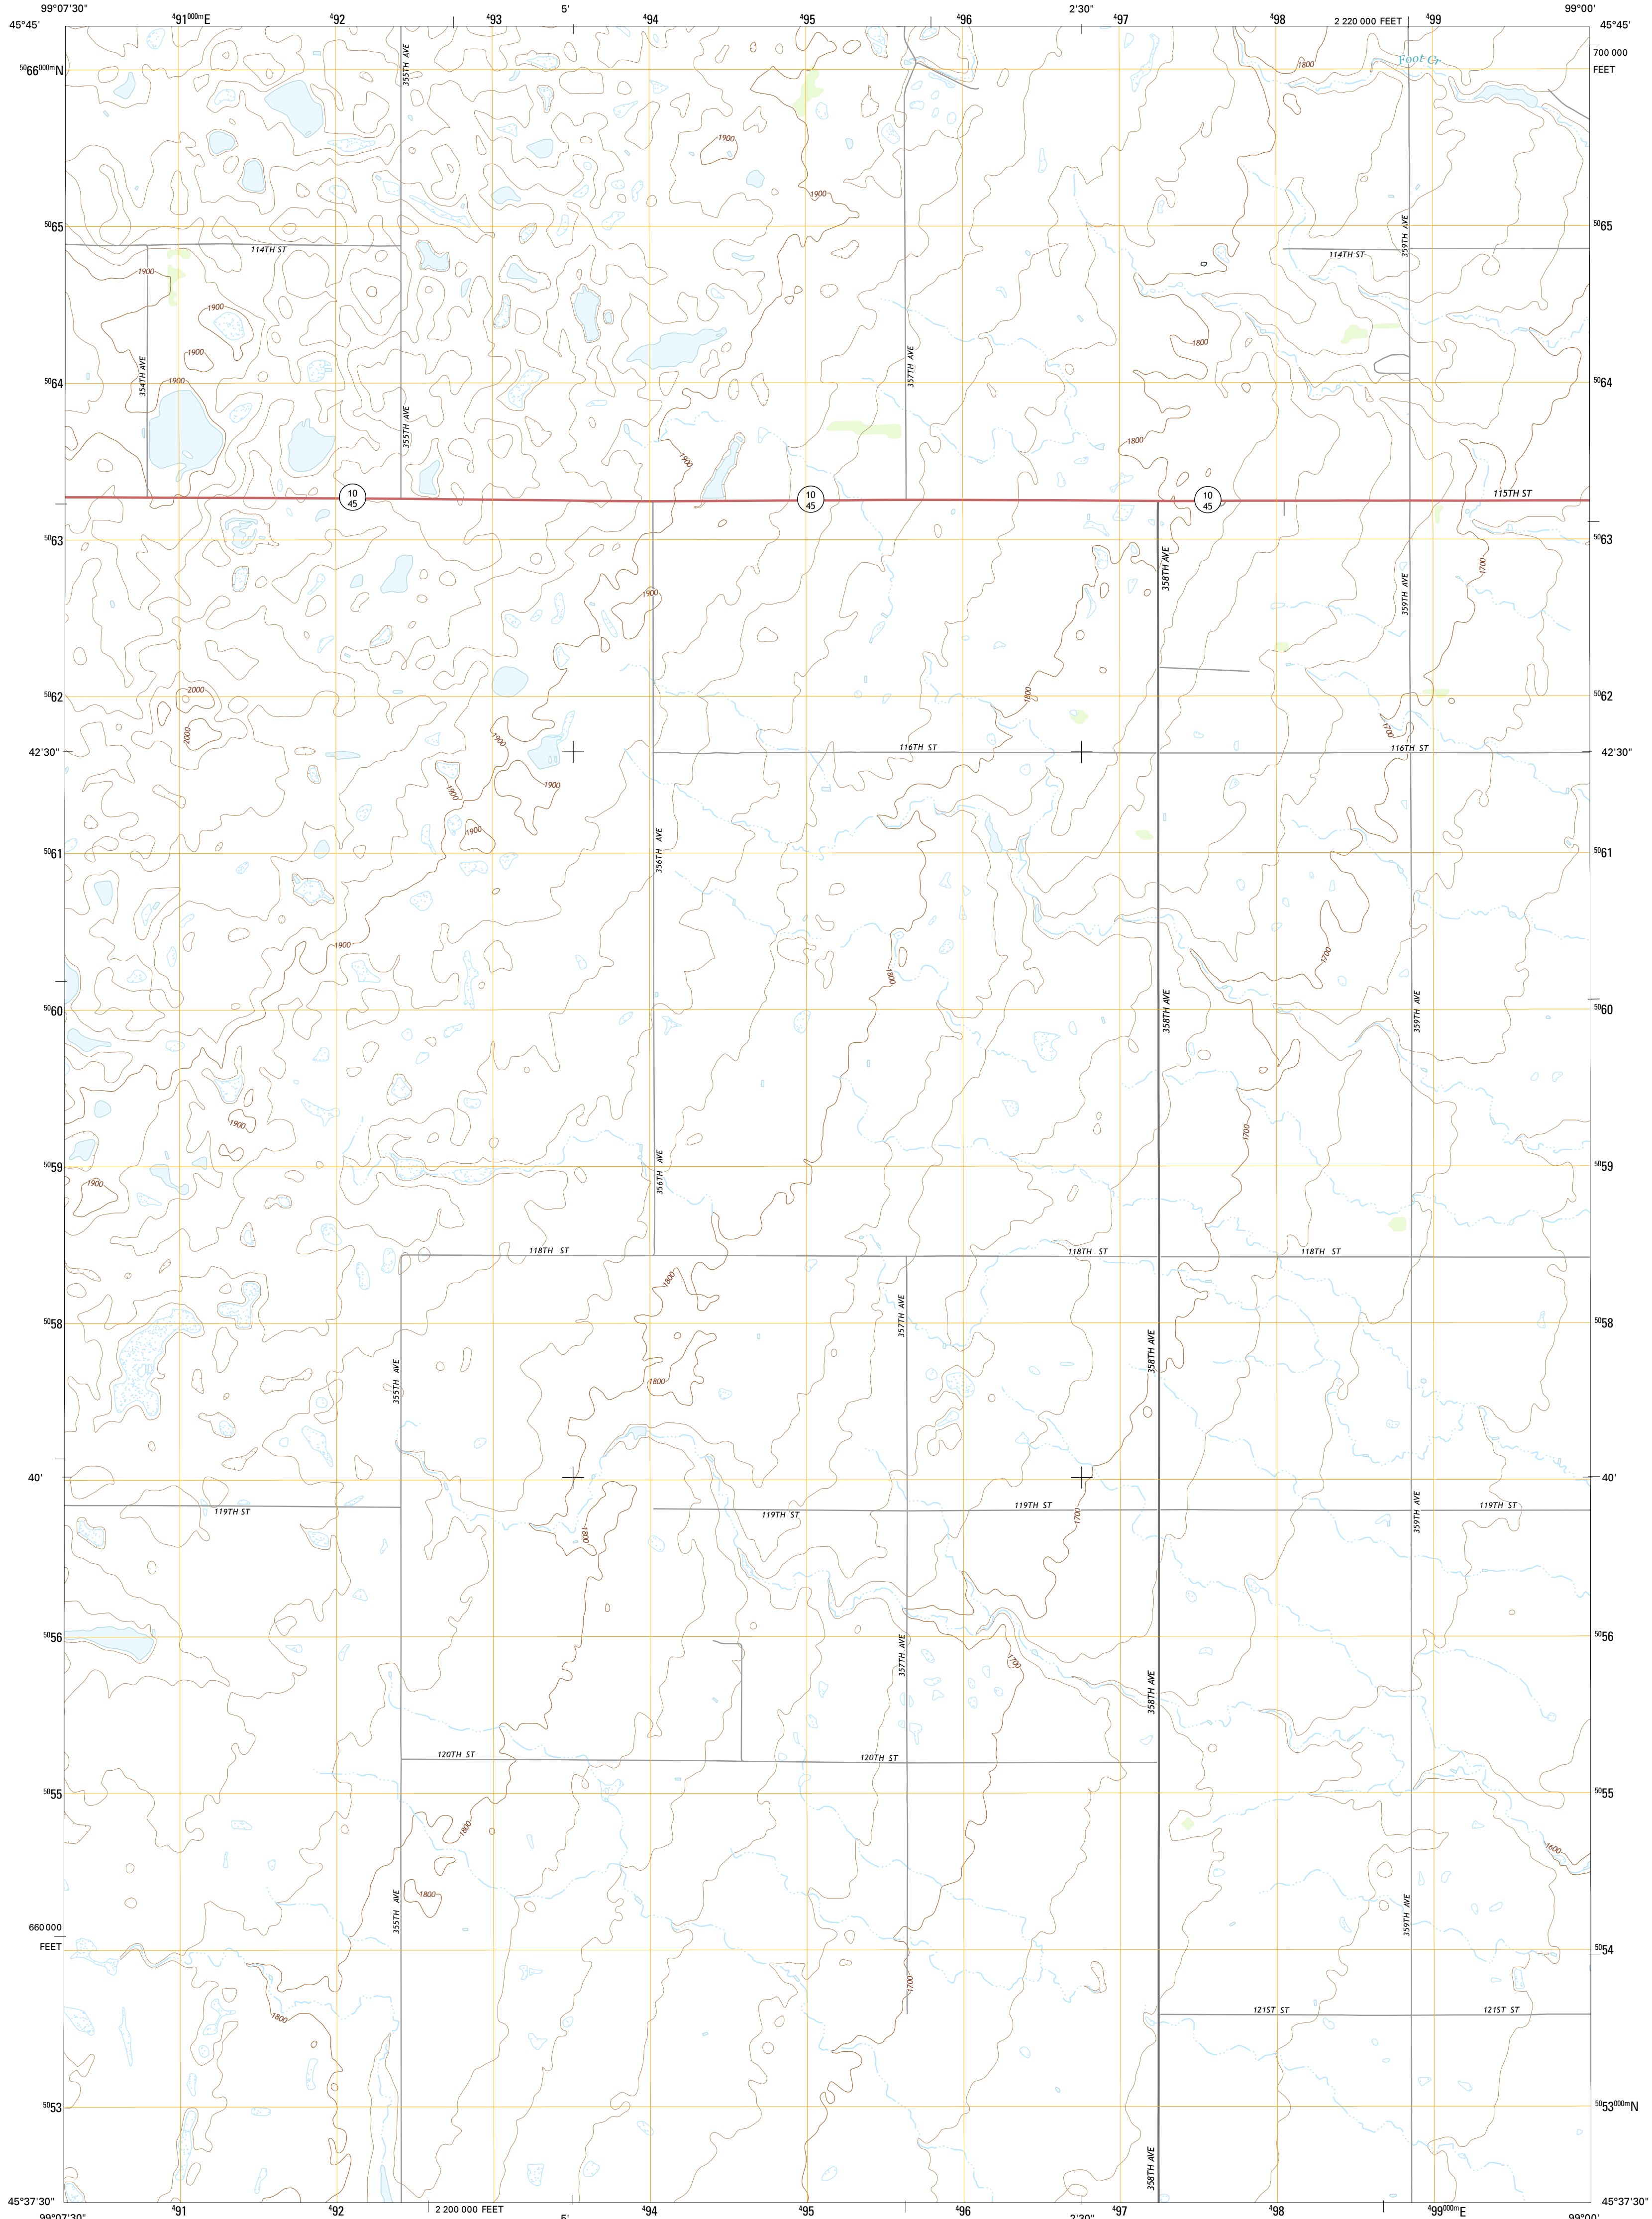 99°07'30" 491000mE 492 493 5' 494 495 496 2'30" 497 498 2 220 000 FEET 499 99°00'
45°45' 45°45'
700 000
FEET
Foot Cr
1800
5066000mN
355TH AVE
1900
1900
5065 5065
359TH AVE
114TH ST 114TH ST
1900
1900
1800
1900
354TH AVE 357TH AVE
5064 1900 5064
355TH AVE
1800
1900
10
45
10
45
10
45
115TH ST
5063 5063
358TH AVE
1700
1900
359TH AVE
5062 2000 1800 5062
2000
1700
1900
42'30" 116TH ST 116TH ST 42'30"
1900
1900
1900
5061 356TH AVE 5061
1900
1700
1800
5060 358TH AVE 359TH AVE 5060
1900
1700
5059 356TH AVE 5059
1900
118TH ST 118TH ST 118TH ST
1800
5058 357TH AVE 5058
358TH AVE
355TH AVE
1800
40' 40'
119TH ST 119TH ST 119TH ST 119TH ST
359TH AVE
1700
1800
5056 5056
357TH AVE
1700
358TH AVE
120TH ST 120TH ST
5055 5055
1800
1600
1800
355TH AVE
359TH AVE
660 000
FEET
5054
1700
1800
121ST ST 121ST ST
5053 5053000mN
358TH AVE
45°37'30" 45°37'30"
491 492 2 200 000 FEET 494 495 496 497 498 499000mE
99°07'30" 5' 2'30" 99°00'